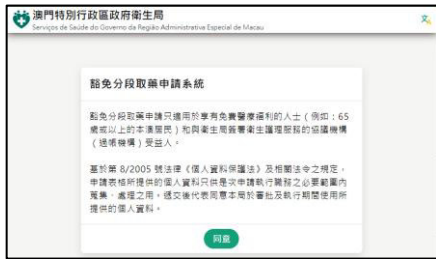 澳門特別行政區政府衛生局
Serviços de Saúde do Governo da Região Administrativa Especial de Macau
豁免分段取藥申請系統
豁免分段取藥申請只適用於享有免費醫療福利的人士（例如：65
歲或以上的本澳居民）和與衛生局簽署衛生護理服務的協議機構
（過帳機構）受益人。
基於第 8/2005 號法律《個人資料保護法》及相關法令之規定，
申請表格所提供的個人資料只供是次申請執行職務之必要範圍內
蒐集、處理之用。遞交後代表同意本局於審批及執行期間使用所
提供的個人資料。
同意